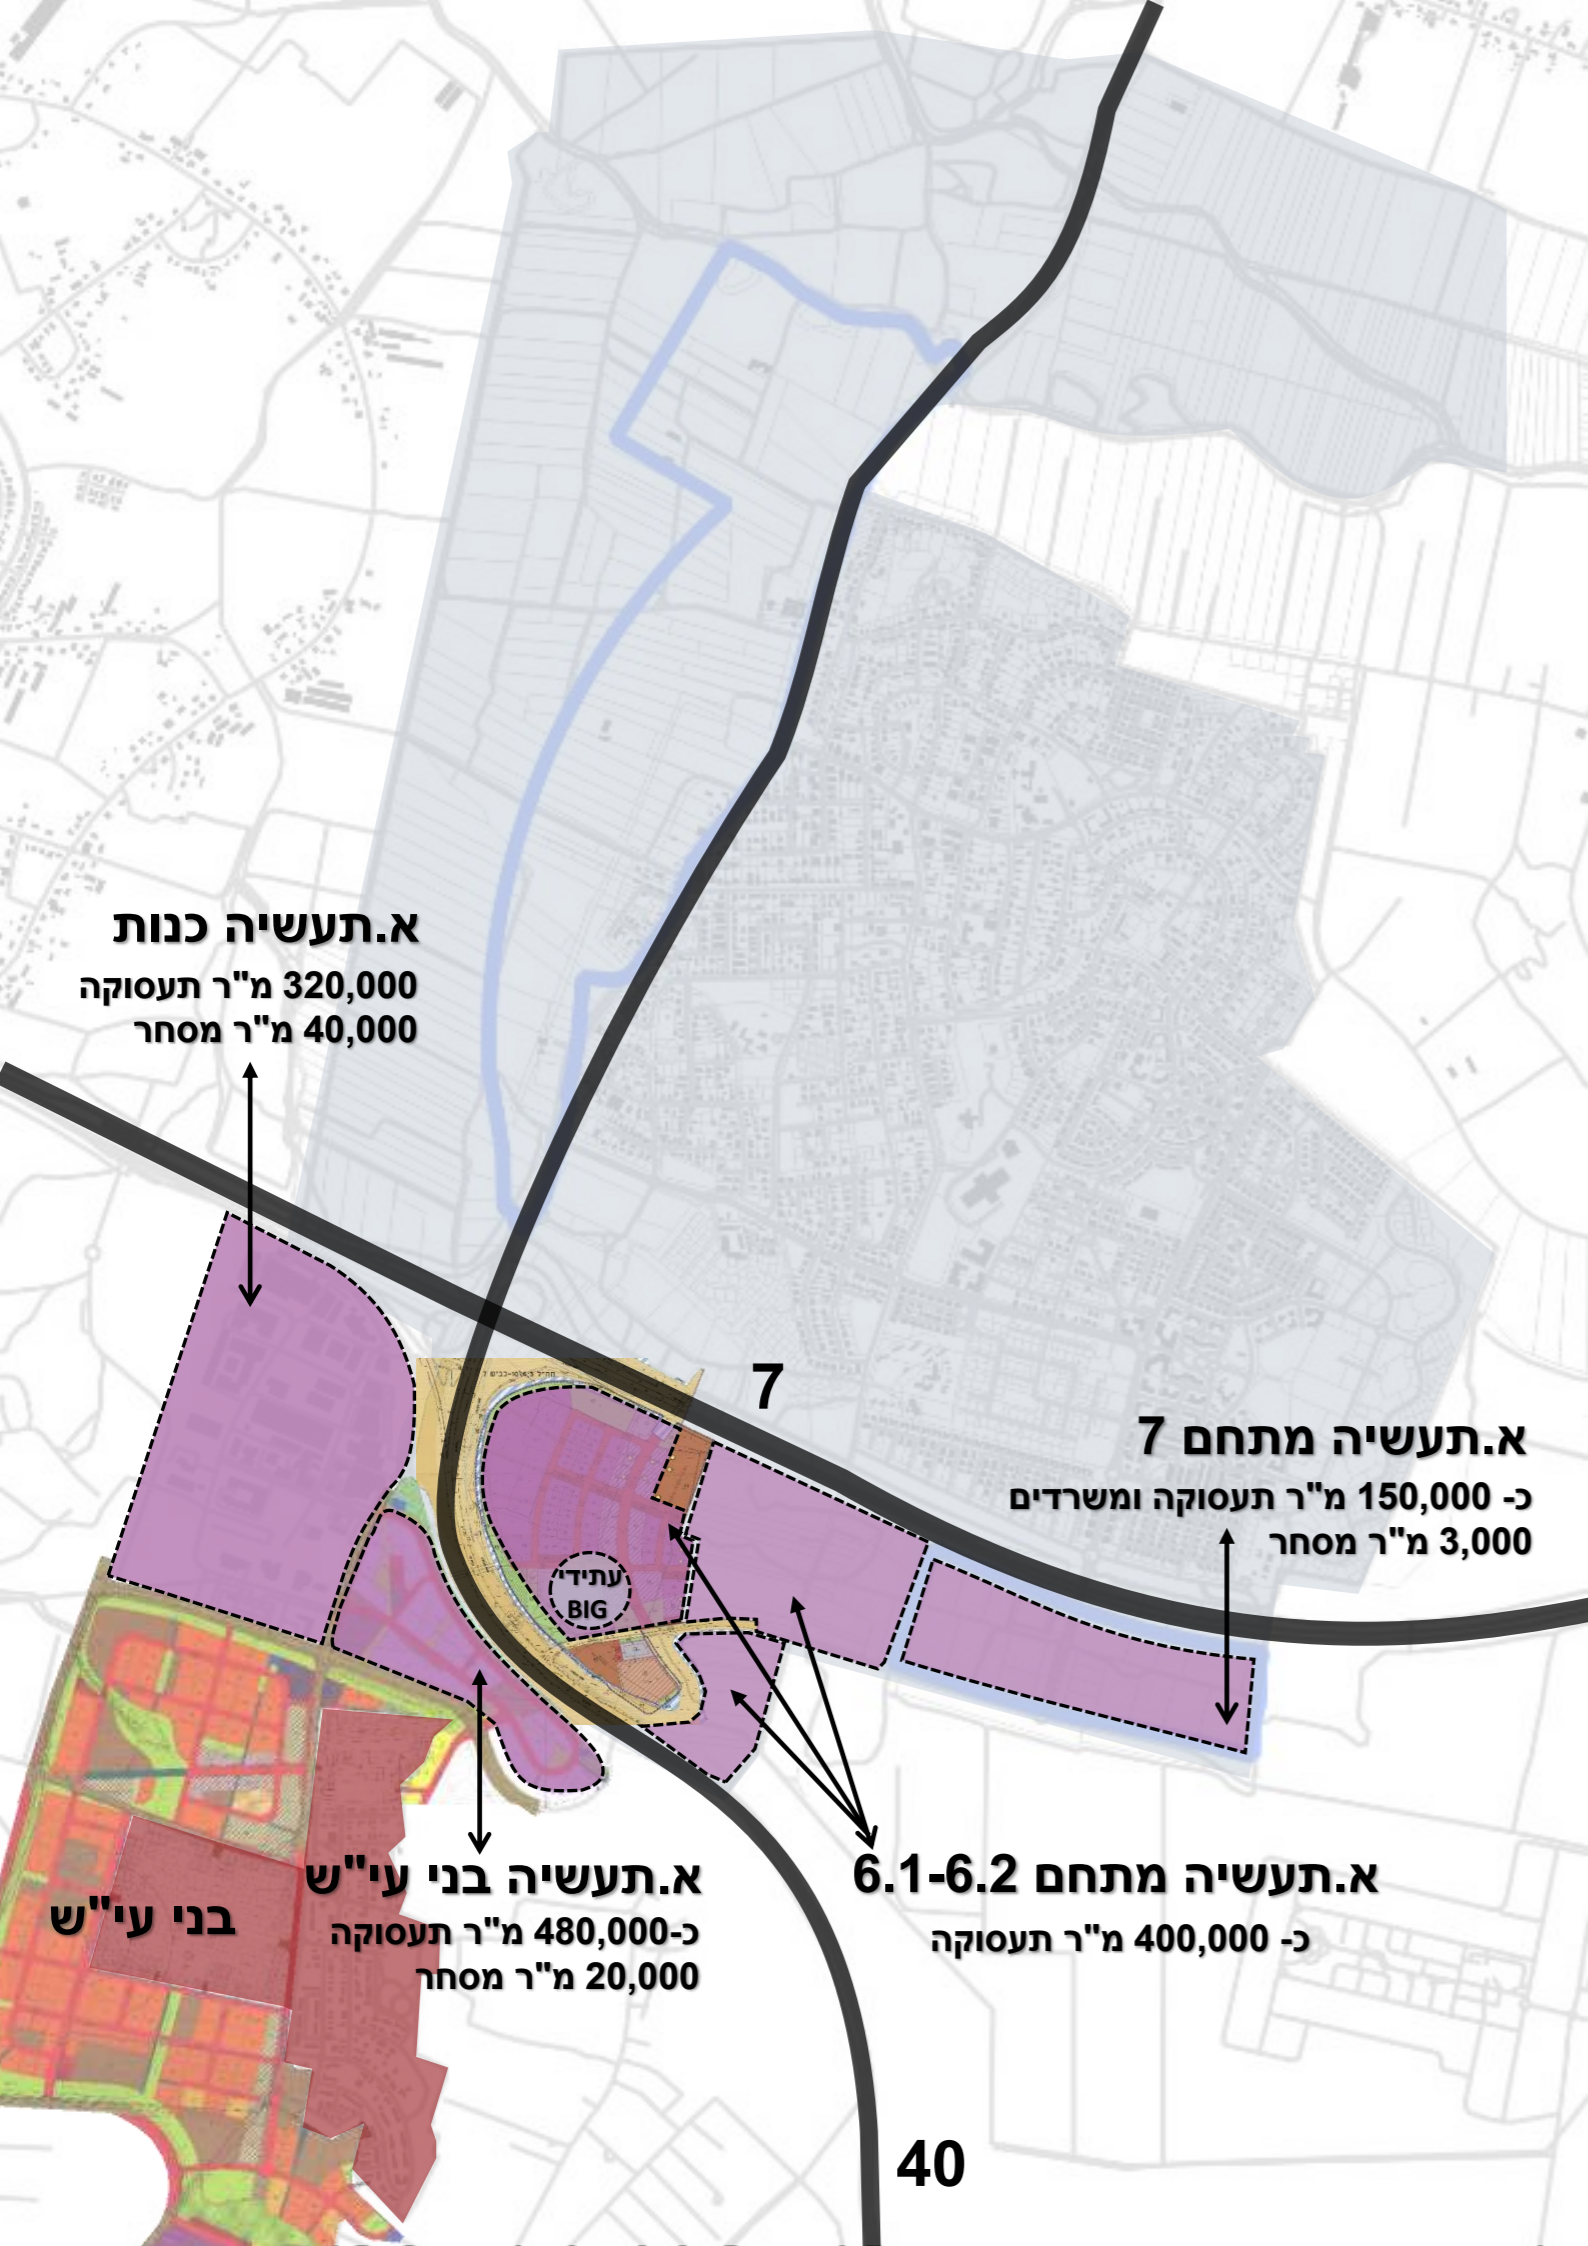 א.תעשיה כנות
320,000 מ"ר תעסוקה
40,000 מ"ר מסחר
7
א.תעשיה מתחם 7
כ- 150,000 מ"ר תעסוקה ומשרדים
3,000 מ"ר מסחר
עתידי
BIG
א.תעשיה בני עי"ש
כ-480,000 מ"ר תעסוקה
20,000 מ"ר מסחר
א.תעשיה מתחם 6.1-6.2
כ- 400,000 מ"ר תעסוקה
בני עי"ש
40